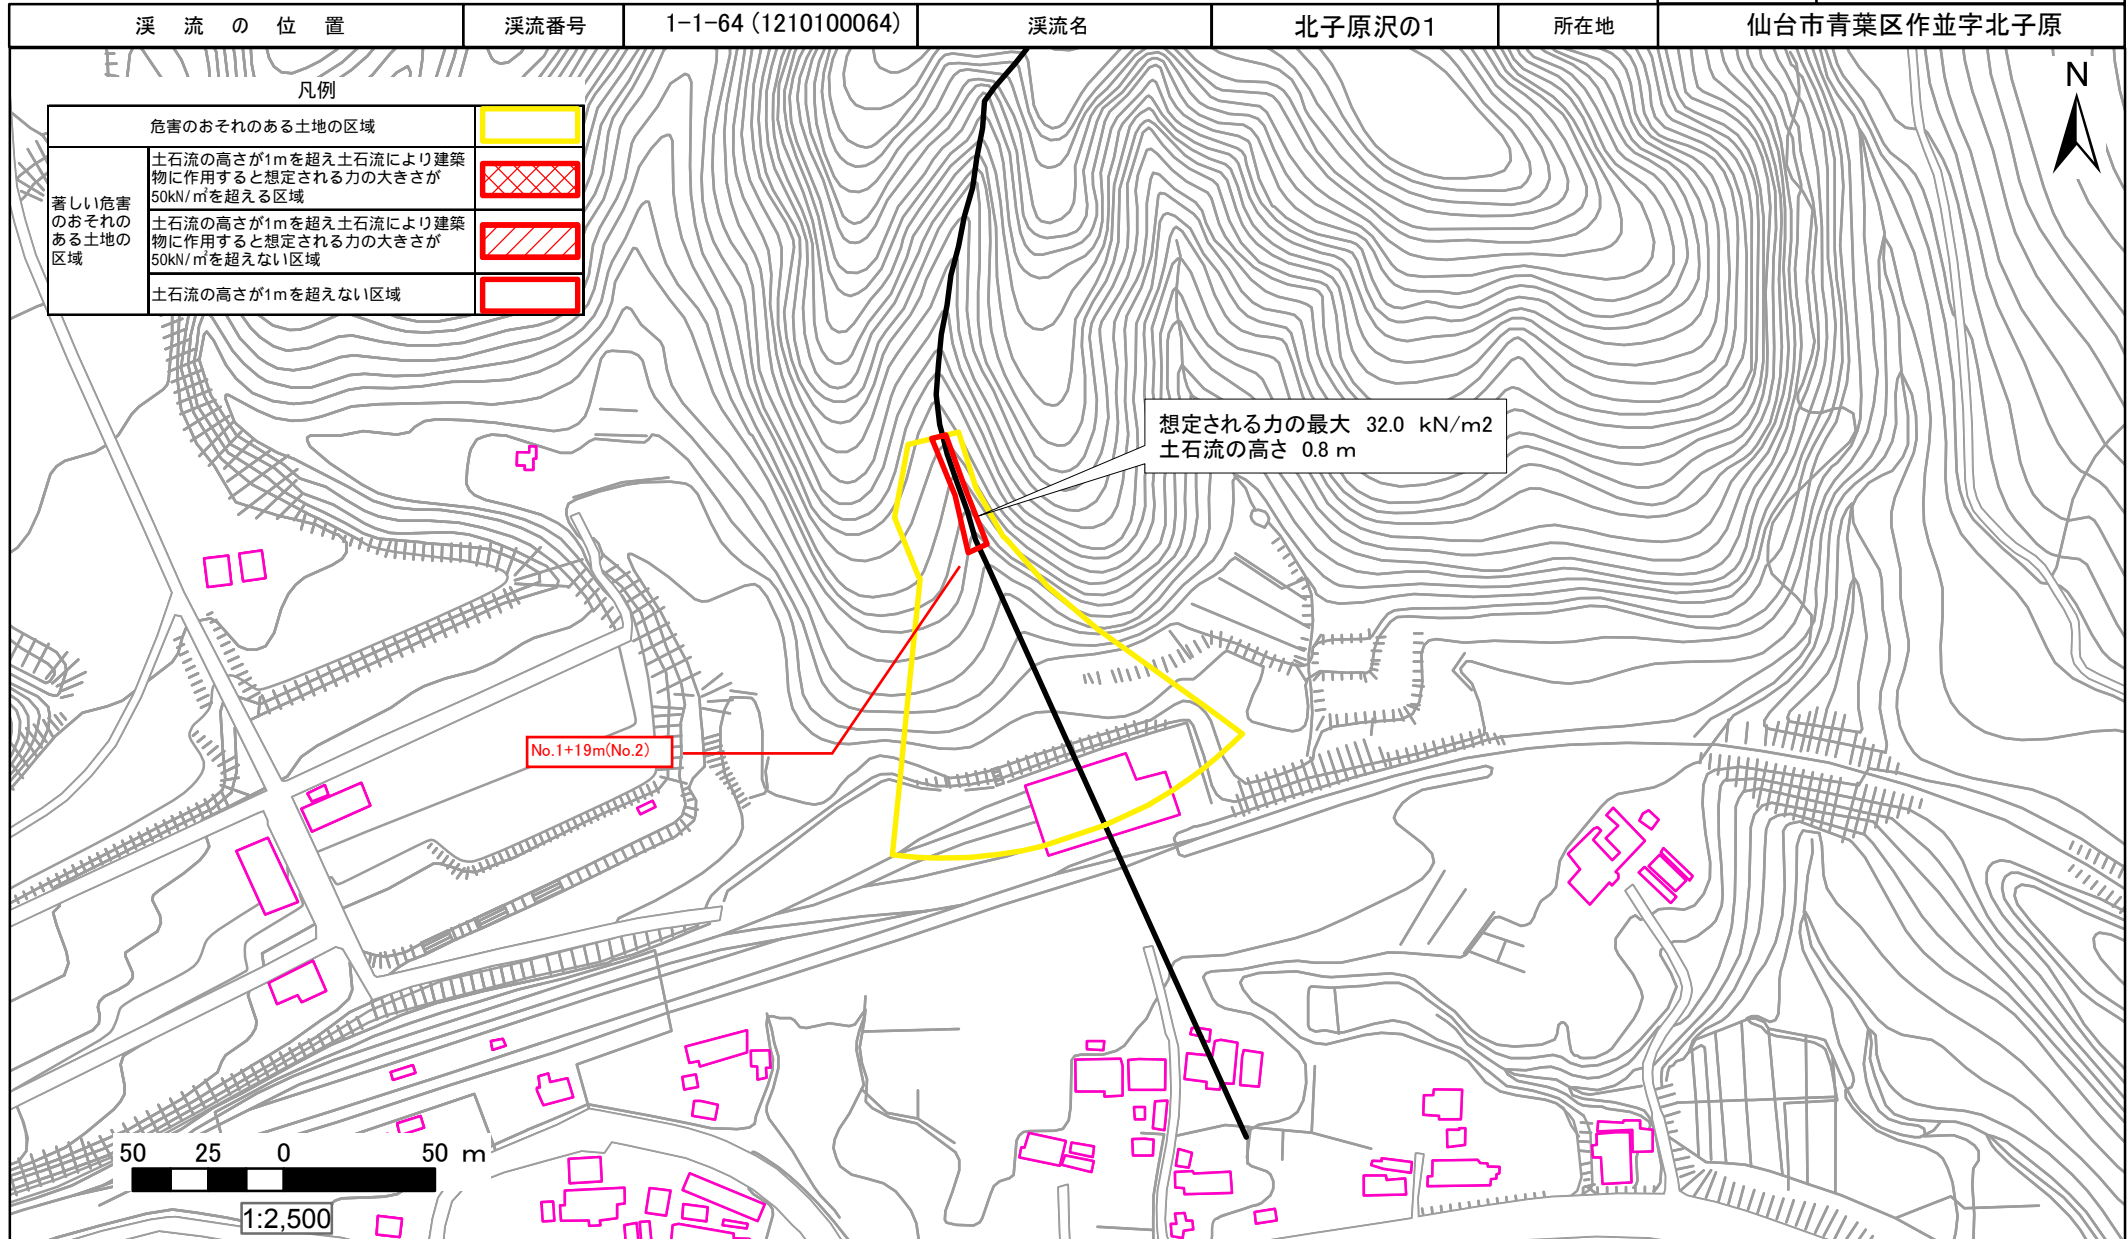 渓流の位置 渓流番号 1-1-64(1210100064) 渓流名 北子原沢の1 所在地 仙台市青葉区作並字北子原
凡例
危害のおそれのある土地の区域
著しい危害
のおそれの
ある土地の
区域
土石流の高さが1mを超え土石流により建築
物に作用すると想定される力の大きさが
50kN/㎡を超える区域
土石流の高さが1mを超え土石流により建築
物に作用すると想定される力の大きさが
50kN/㎡を超えない区域
土石流の高さが1mを超えない区域
N
想定される力の最大 32.0 kN/m2
土石流の高さ 0.8 m
No.1+19m(No.2)
50 25 0 50 m
1:2,500